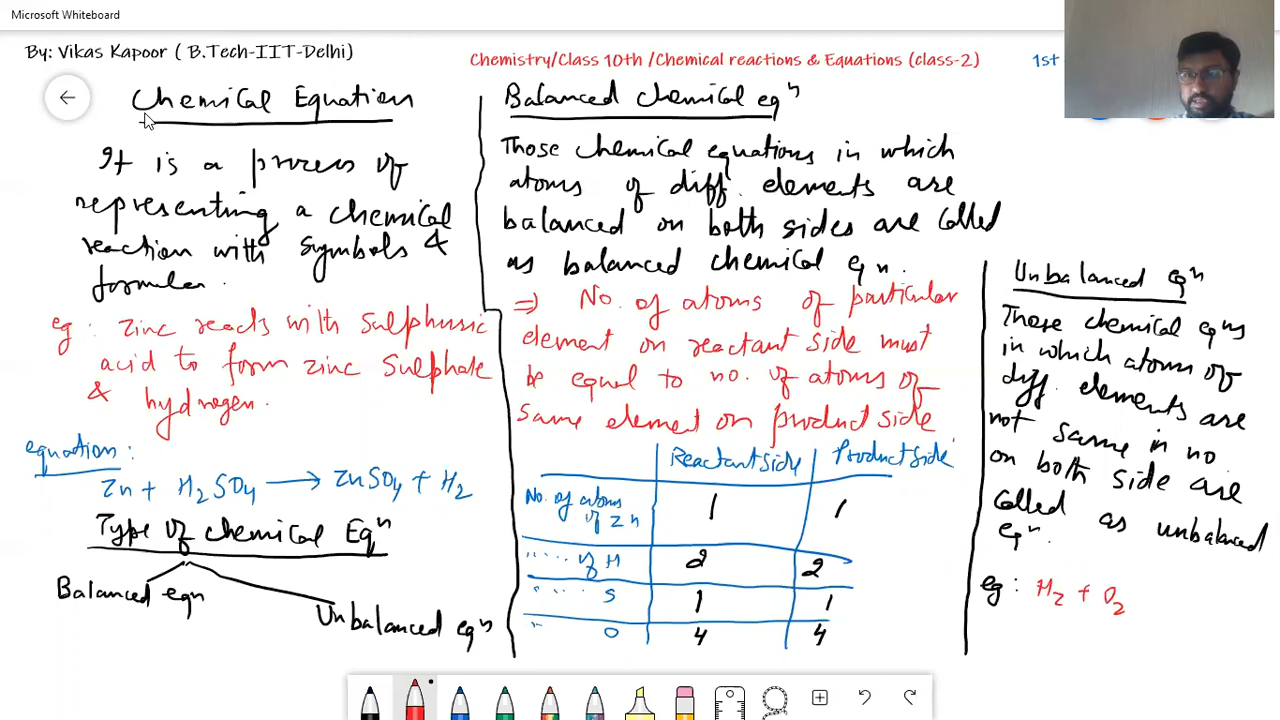 Microsoft Whiteboard
By: Vikas Kapoor ( B.Tech-IIT-Delhi)
Chemistry/Class 10th /Chemical reactions & Equations (class-2)
1st
Chemical Equation
It is a process of
representing a chemical
reaction with symbols &
formulae.
eg: Zinc reacts with Sulphuric
acid to form zinc Sulphate
& hydrogen.
equation:
Zn + H2SO4 → ZnSO4 + H2
Type of chemical Eqn
Balanced eqn
Unbalanced eqn
Balanced chemical eqn
Those chemical equations in which
atoms of diff. elements are
balanced on both sides are called
as balanced chemical eqn.
⇒ No. of atoms of particular
element on reactant side must
be equal to no. of atoms of
same element on product side.
Reactant side Product Side
No. of atoms
of Zn 1 1
" .... of H 2 2
" .... S 1 1
" O 4 4
Unbalanced eqn
Those chemical eqns
in which atoms of
diff. elements are
not same in no
on both side are
called as unbalanced
eqn.
eg: H2 + O2